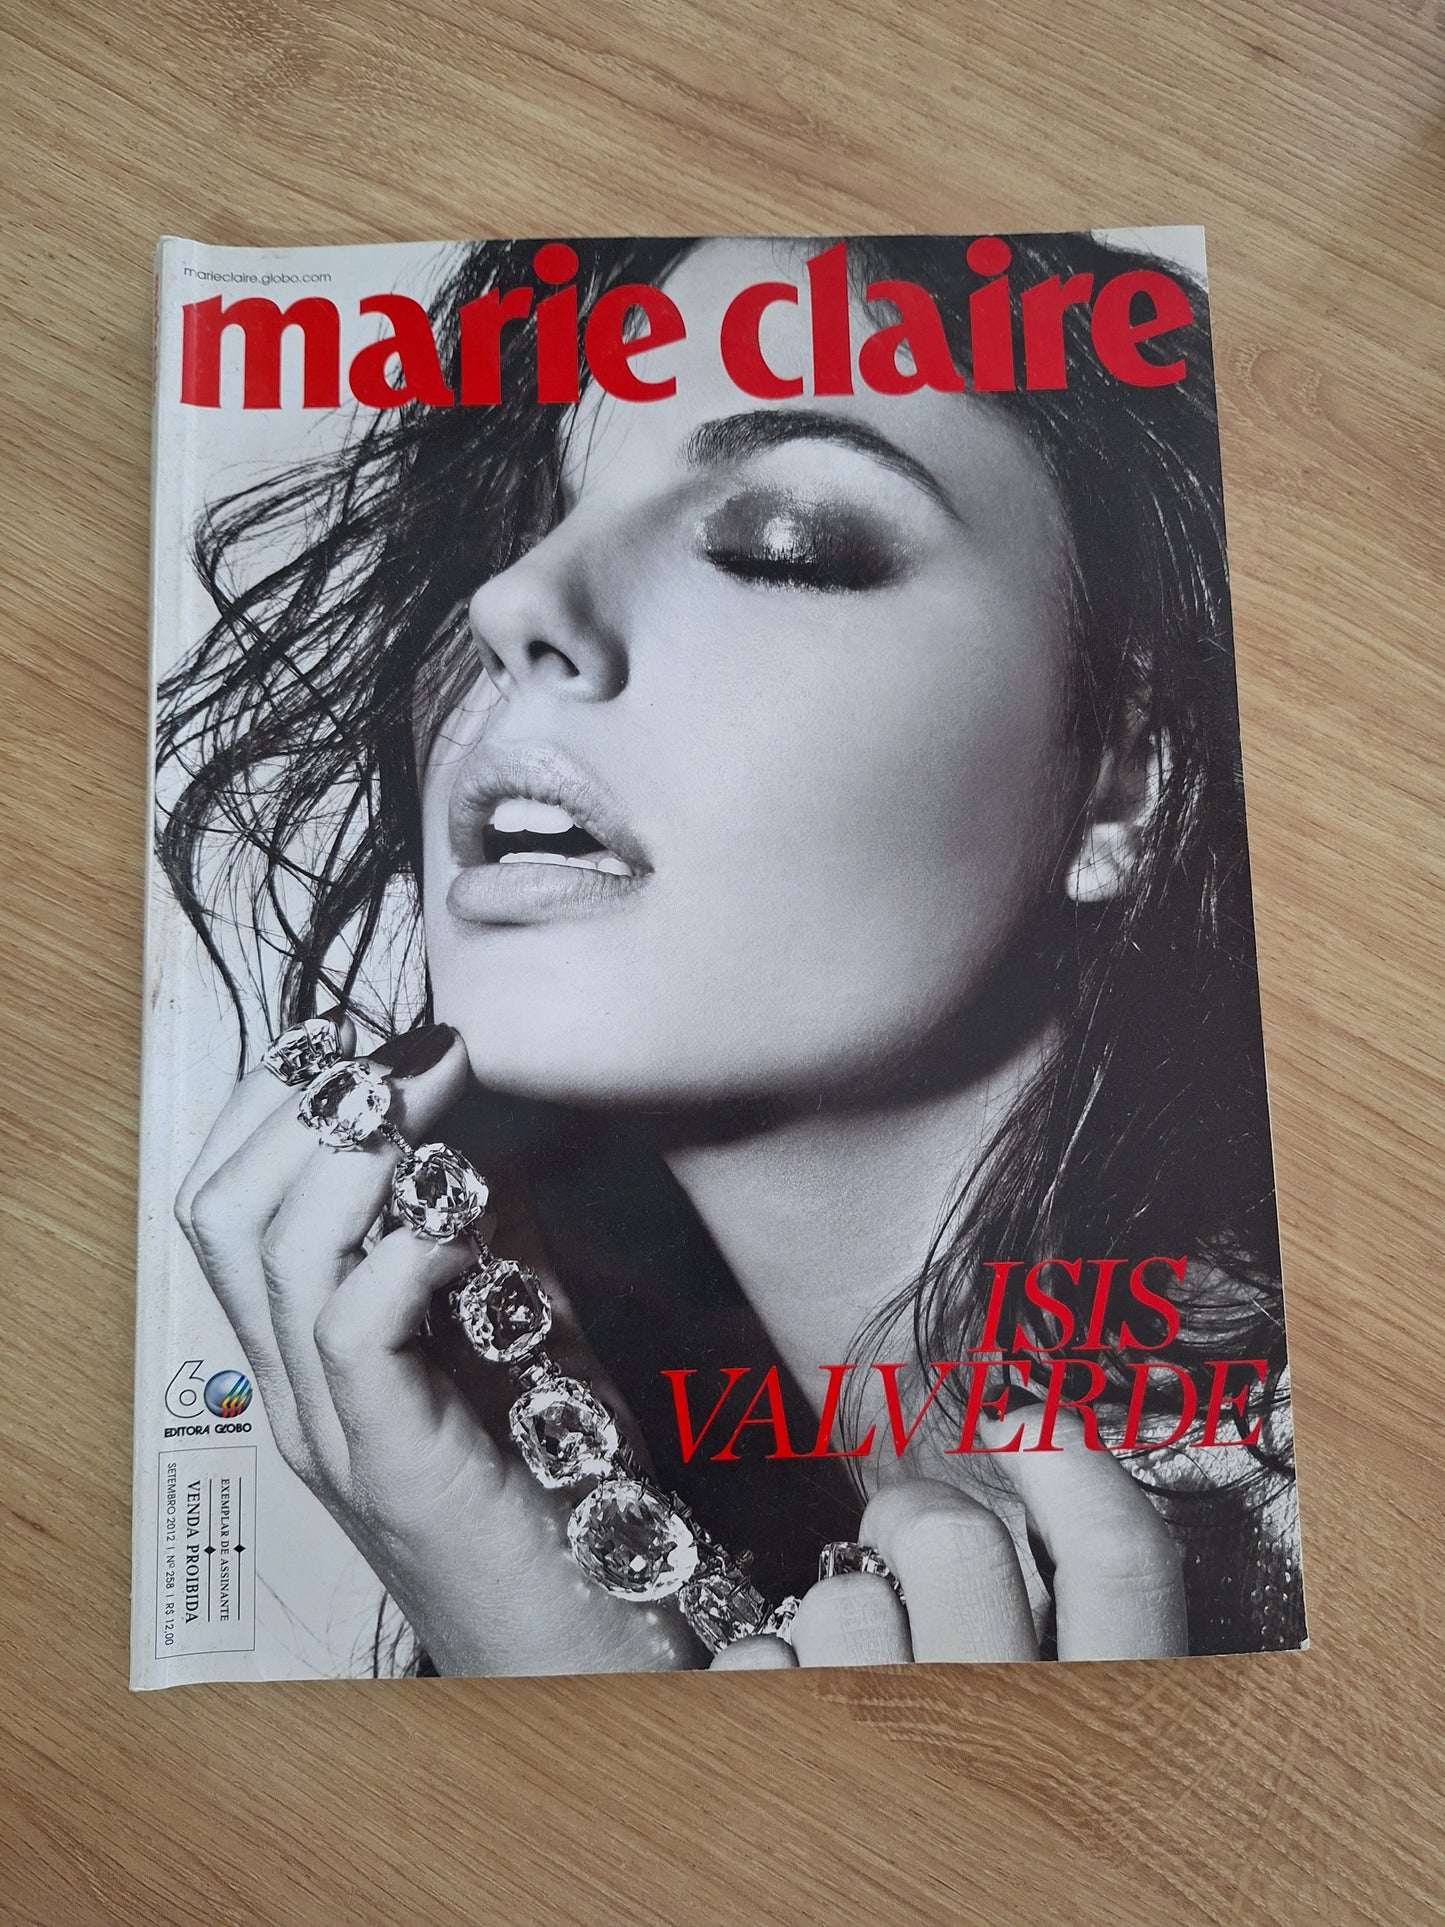 marieclaire.globo.com
marie claire
ISIS
VALVERDE
60
EDITORA GLOBO
EXEMPLAR DE ASSINANTE
VENDA PROIBIDA
SETEMBRO 2012 | Nº 258 | R$ 12,00